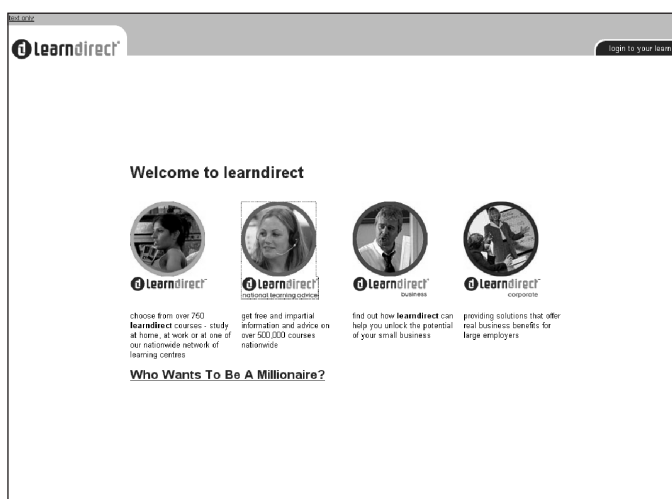 text only
learndirect
login to your learn
Welcome to learndirect
learndirect
learndirect
national learning advice
learndirect
business
learndirect
corporate
choose from over 760
learndirect courses - study
at home, at work or at one of
our nationwide network of
learning centres
get free and impartial
information and advice on
over 500,000 courses
nationwide
find out how learndirect can
help you unlock the potential
of your small business
providing solutions that offer
real business benefits for
large employers
Who Wants To Be A Millionaire?